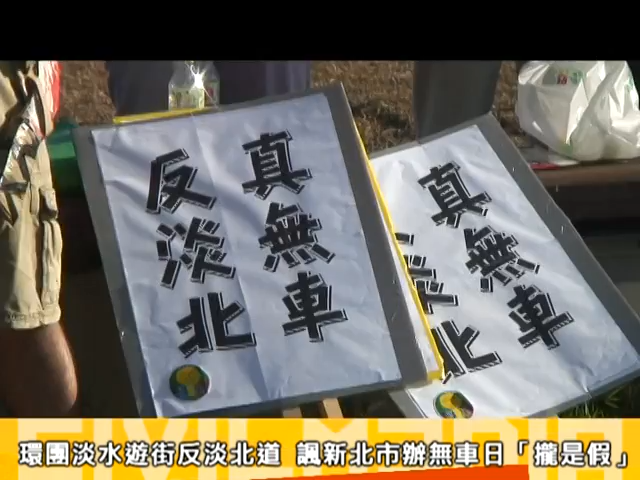 真無車
反淡北
真無車
淡北
環團淡水遊街反淡北道 諷新北市辦無車日「攏是假」